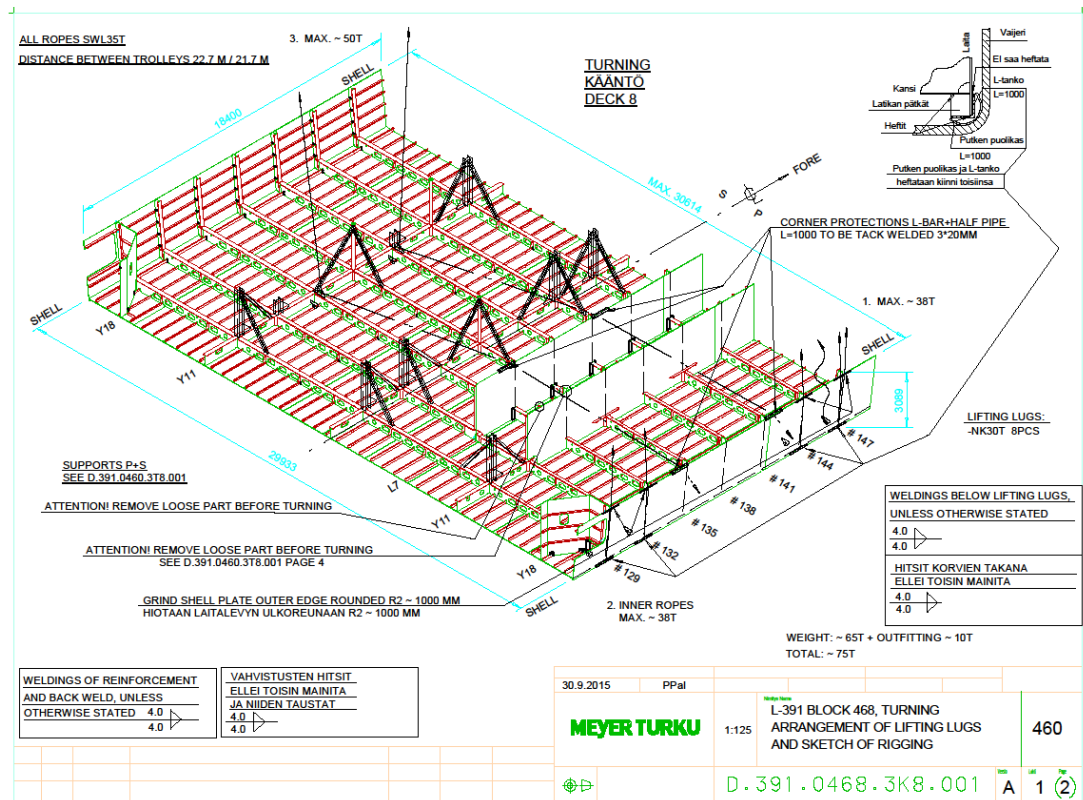 ALL ROPES SWL35T
DISTANCE BETWEEN TROLLEYS 22.7 M / 21.7 M
3. MAX. ~ 50T
TURNING
KÄÄNTÖ
DECK 8
Laita
Vaijeri
EI saa heftata
L-tanko
L=1000
Kansi
Latikan pätkät
Heftit
Putken puolikas
L=1000
Putken puolikas ja L-tanko
heftataan kiinni toisiinsa
SHELL
18400
MAX. 30614
S
P
FORE
CORNER PROTECTIONS L-BAR+HALF PIPE
L=1000 TO BE TACK WELDED 3*20MM
1. MAX. ~ 38T
SHELL
3089
SHELL
Y18
Y11
29933
L7
Y11
Y18
SHELL
# 147
# 144
# 141
# 138
# 135
# 132
# 129
LIFTING LUGS:
-NK30T 8PCS
SUPPORTS P+S
SEE D.391.0460.3T8.001
ATTENTION! REMOVE LOOSE PART BEFORE TURNING
ATTENTION! REMOVE LOOSE PART BEFORE TURNING
SEE D.391.0460.3T8.001 PAGE 4
GRIND SHELL PLATE OUTER EDGE ROUNDED R2 ~ 1000 MM
HIOTAAN LAITALEVYN ULKOREUNAAN R2 ~ 1000 MM
2. INNER ROPES
MAX. ~ 38T
WELDINGS BELOW LIFTING LUGS,
UNLESS OTHERWISE STATED
4.0
4.0
HITSIT KORVIEN TAKANA
ELLEI TOISIN MAINITA
4.0
4.0
WEIGHT: ~ 65T + OUTFITTING ~ 10T
TOTAL: ~ 75T
WELDINGS OF REINFORCEMENT
AND BACK WELD, UNLESS
OTHERWISE STATED 4.0
4.0
VAHVISTUSTEN HITSIT
ELLEI TOISIN MAINITA
JA NIIDEN TAUSTAT
4.0
4.0
30.9.2015 PPal
MEYER TURKU
1:125
L-391 BLOCK 468, TURNING
ARRANGEMENT OF LIFTING LUGS
AND SKETCH OF RIGGING
460
D.391.0468.3K8.001 A 1 (2)